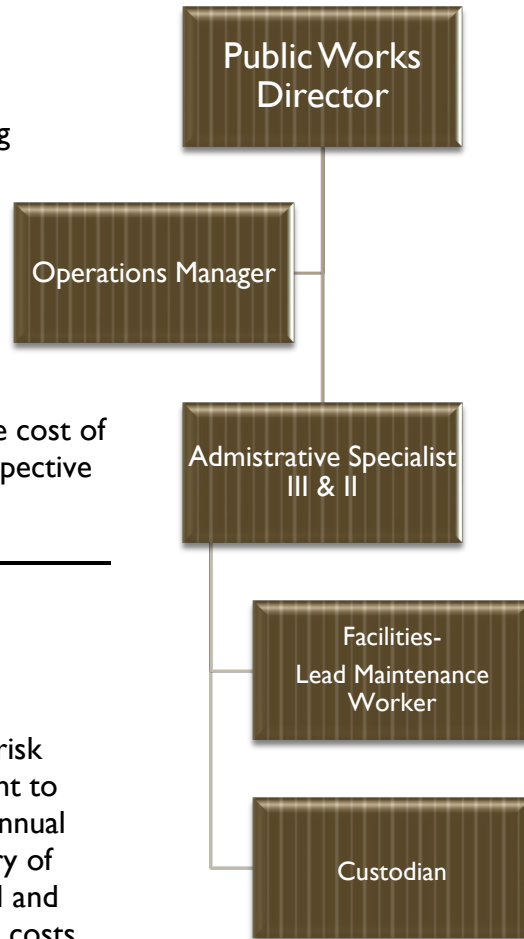 Public Works
Director
g
Operations Manager
e cost of
pective
Admistrative Specialist
III & II
Facilities-
Lead Maintenance
Worker
risk
nt to
nnual
ry of
l and
costs
Custodian